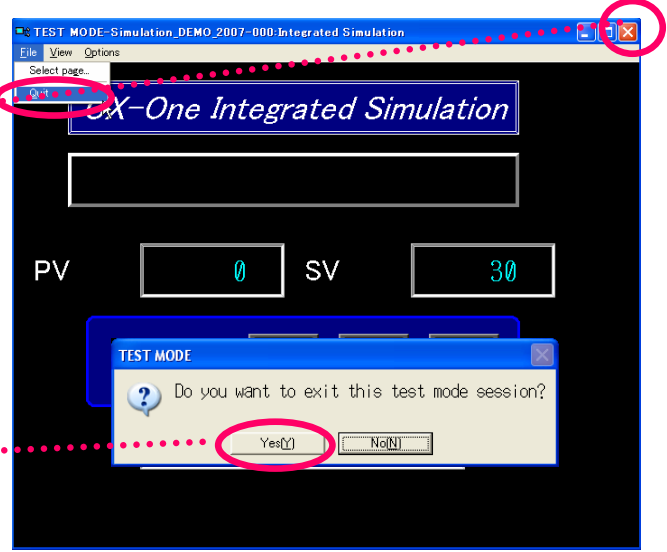 TEST MODE-Simulation_DEMO_2007-000:Integrated Simulation
File View Options
Select page...
Quit
CX-One Integrated Simulation
PV 0 SV 30
TEST MODE
Do you want to exit this test mode session?
Yes(Y) No(N)